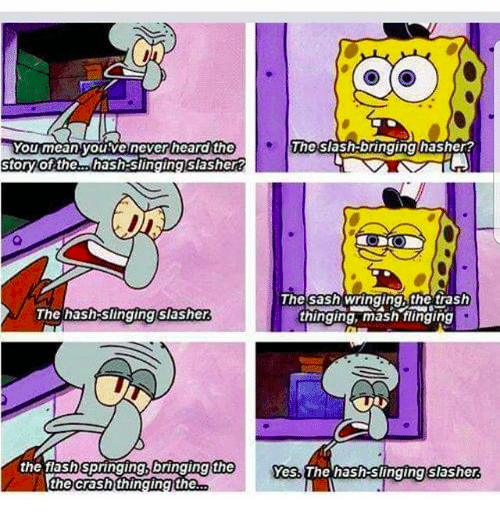 You mean you've never heard the
story of the... hash-slinging slasher?
The slash-bringing hasher?
The hash-slinging slasher.
The sash wringing, the trash
thinging, mash flinging
the flash springing, bringing the
the crash thinging the...
Yes. The hash-slinging slasher.